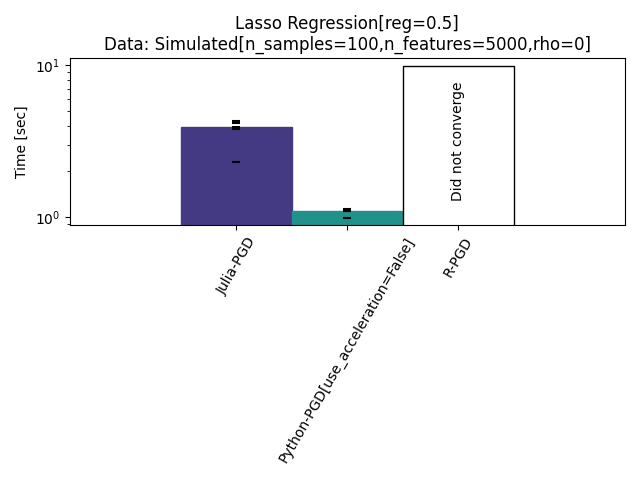 Lasso Regression[reg=0.5]
Data: Simulated[n_samples=100,n_features=5000,rho=0]
Time [sec]
10¹
10⁰
Did not converge
Julia-PGD
Python-PGD[use_acceleration=False]
R-PGD